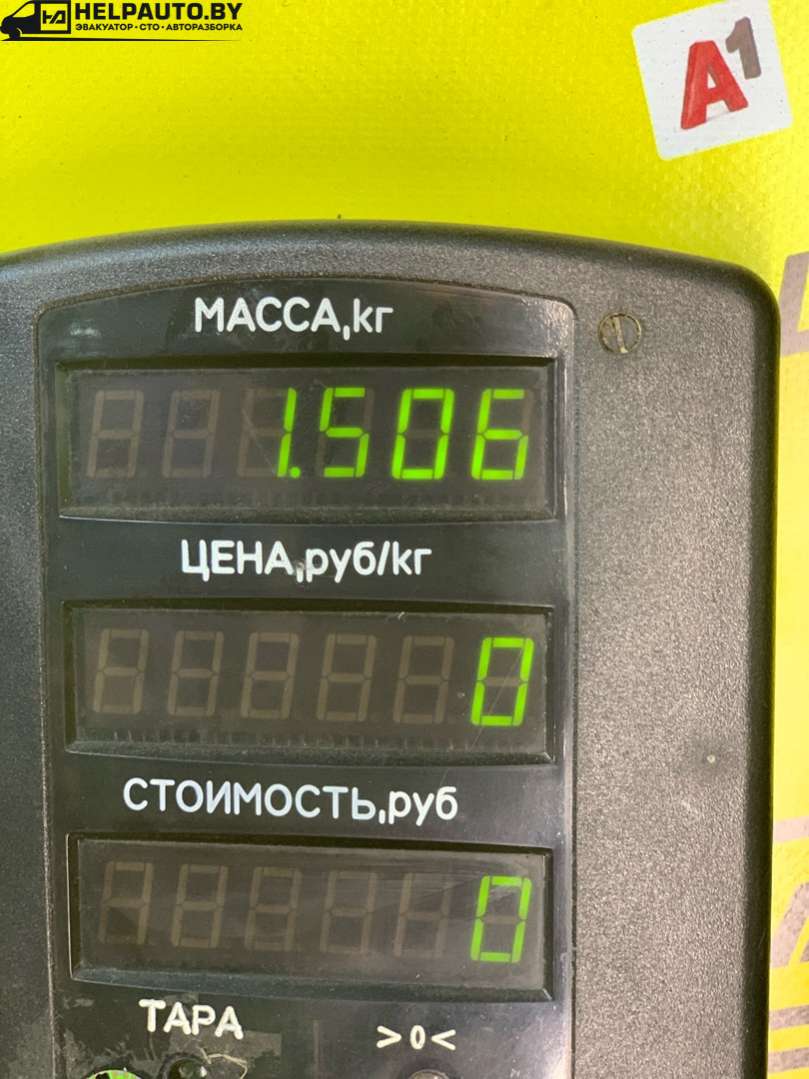 HELPAUTO.BY
ЭВАКУАТОР • СТО • АВТОРАЗБОРКА
A1
МАССА,кг
1.506
ЦЕНА,руб/кг
0
СТОИМОСТЬ,руб
0
ТАРА
>0<